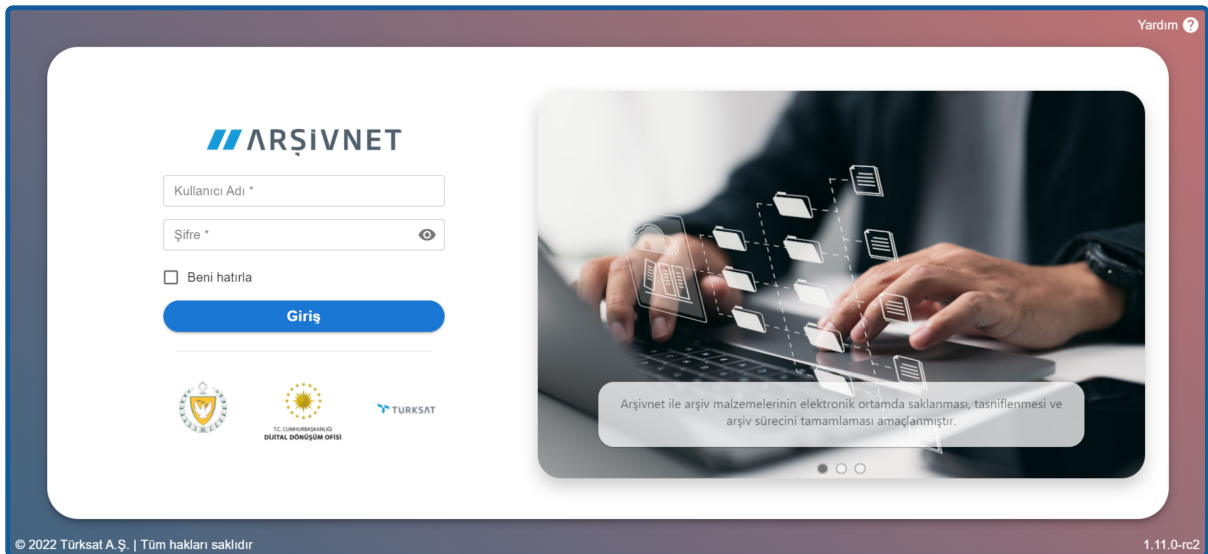 Yardım ?
ARŞİVNET
Kullanıcı Adı *
Şifre *
Beni hatırla
Giriş
T.C. CUMHURBAŞKANLIĞI
DİJİTAL DÖNÜŞÜM OFİSİ
TURKSAT
Arşivnet ile arşiv malzemelerinin elektronik ortamda saklanması, tasniflenmesi ve
arşiv sürecini tamamlaması amaçlanmıştır.
© 2022 Türksat A.Ş. | Tüm hakları saklıdır
1.11.0-rc2